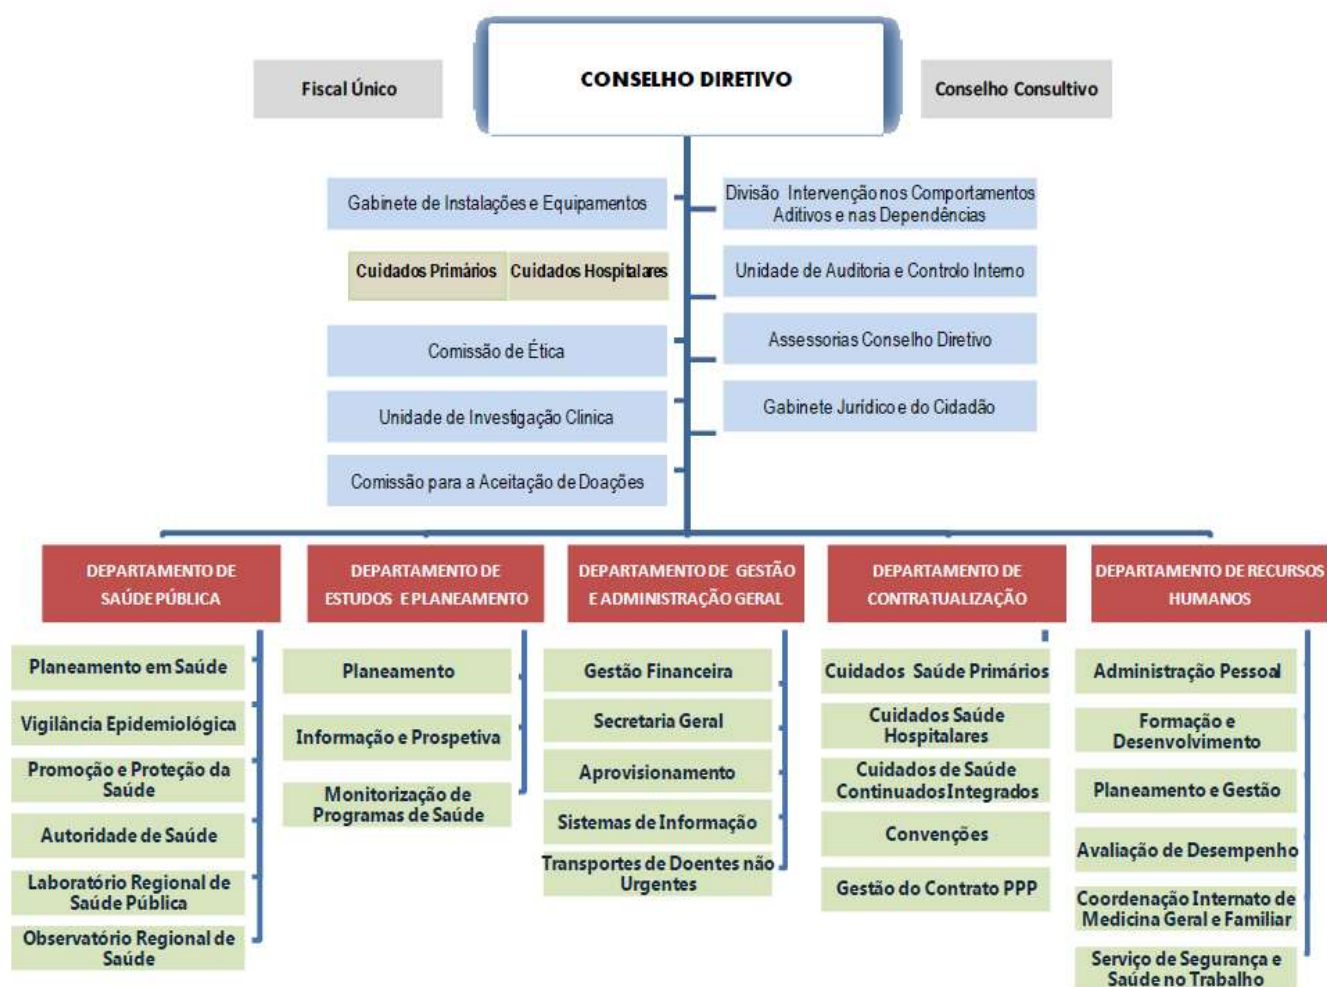 CONSELHO DIRETIVO
Fiscal Único
Conselho Consultivo
Gabinete de Instalações e Equipamentos
Cuidados Primários
Cuidados Hospitalares
Comissão de Ética
Unidade de Investigação Clinica
Comissão para a Aceitação de Doações
Divisão Intervenção nos Comportamentos
Aditivos e nas Dependências
Unidade de Auditoria e Controlo Interno
Assessorias Conselho Diretivo
Gabinete Jurídico e do Cidadão
DEPARTAMENTO DE
SAÚDE PÚBLICA
Planeamento em Saúde
Vigilância Epidemiológica
Promoção e Proteção da
Saúde
Autoridade de Saúde
Laboratório Regional de
Saúde Pública
Observatório Regional de
Saúde
DEPARTAMENTO DE
ESTUDOS E PLANEAMENTO
Planeamento
Informação e Prospetiva
Monitorização de
Programas de Saúde
DEPARTAMENTO DE GESTÃO
E ADMINISTRAÇÃO GERAL
Gestão Financeira
Secretaria Geral
Aprovisionamento
Sistemas de Informação
Transportes de Doentes não
Urgentes
DEPARTAMENTO DE
CONTRATUALIZAÇÃO
Cuidados Saúde Primários
Cuidados Saúde
Hospitalares
Cuidados de Saúde
Continuados Integrados
Convenções
Gestão do Contrato PPP
DEPARTAMENTO DE RECURSOS
HUMANOS
Administração Pessoal
Formação e
Desenvolvimento
Planeamento e Gestão
Avaliação de Desempenho
Coordenação Internato de
Medicina Geral e Familiar
Serviço de Segurança e
Saúde no Trabalho